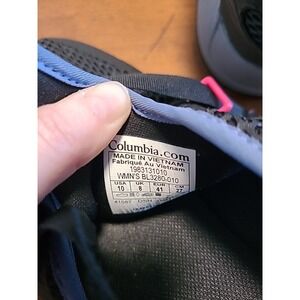 Columbia.com
MADE IN VIETNAM
Fabriqué Au Vietnam
1983131010
WMN'S BL3280-010
USA UK EUR CM
10 8 41 27